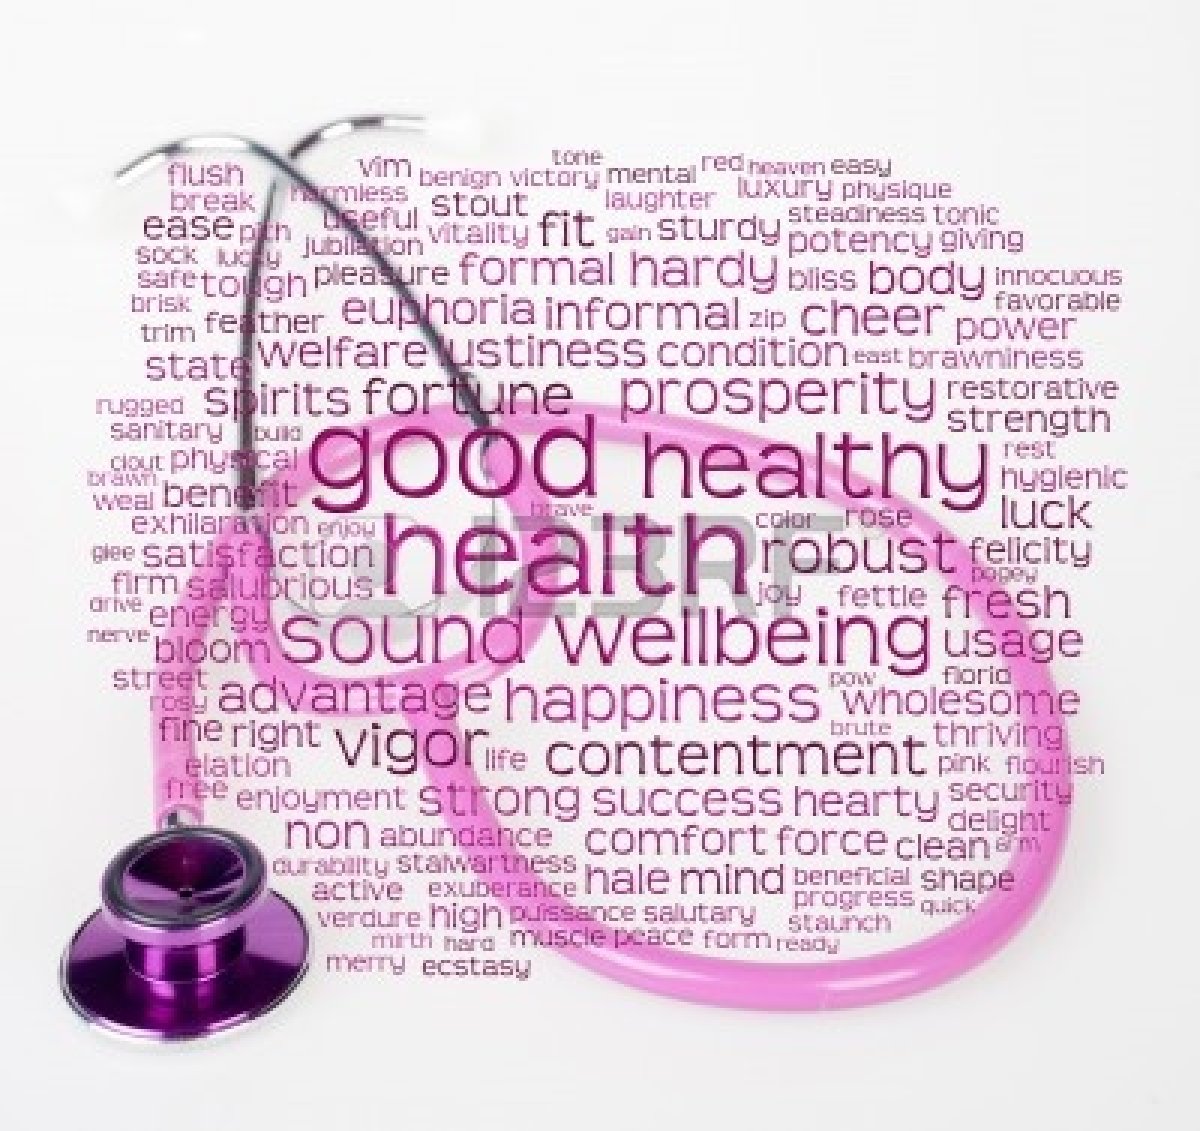 tone
flush vim benign victory mental red heaven easy
break harmless stout laughter luxury physique
ease pith useful vitality fit gain sturdy steadiness tonic
sock lucky jubilation potency giving
safe tough pleasure formal hardy bliss body innocuous
brisk euphoria informal zip cheer favorable
trim feather power
state welfare lustiness condition east brawniness
rugged spirits fortune prosperity restorative
sanitary build strength
clout physical good healthy rest
brawn hygienic
weal benefit brave luck
exhilaration enjoy health color rose
glee satisfaction robust felicity
firm salubrious pogey
drive energy joy fettle fresh
nerve bloom sound wellbeing usage
street pow florid
rosy advantage happiness wholesome
fine right vigor life contentment brute thriving
elation pink flourish
free enjoyment strong success hearty security
non abundance comfort force clean delight arm
durability stalwartness
active exuberance hale mind beneficial shape
verdure high puissance salutary progress quick
mirth hard muscle peace form staunch ready
merry ecstasy
123RF